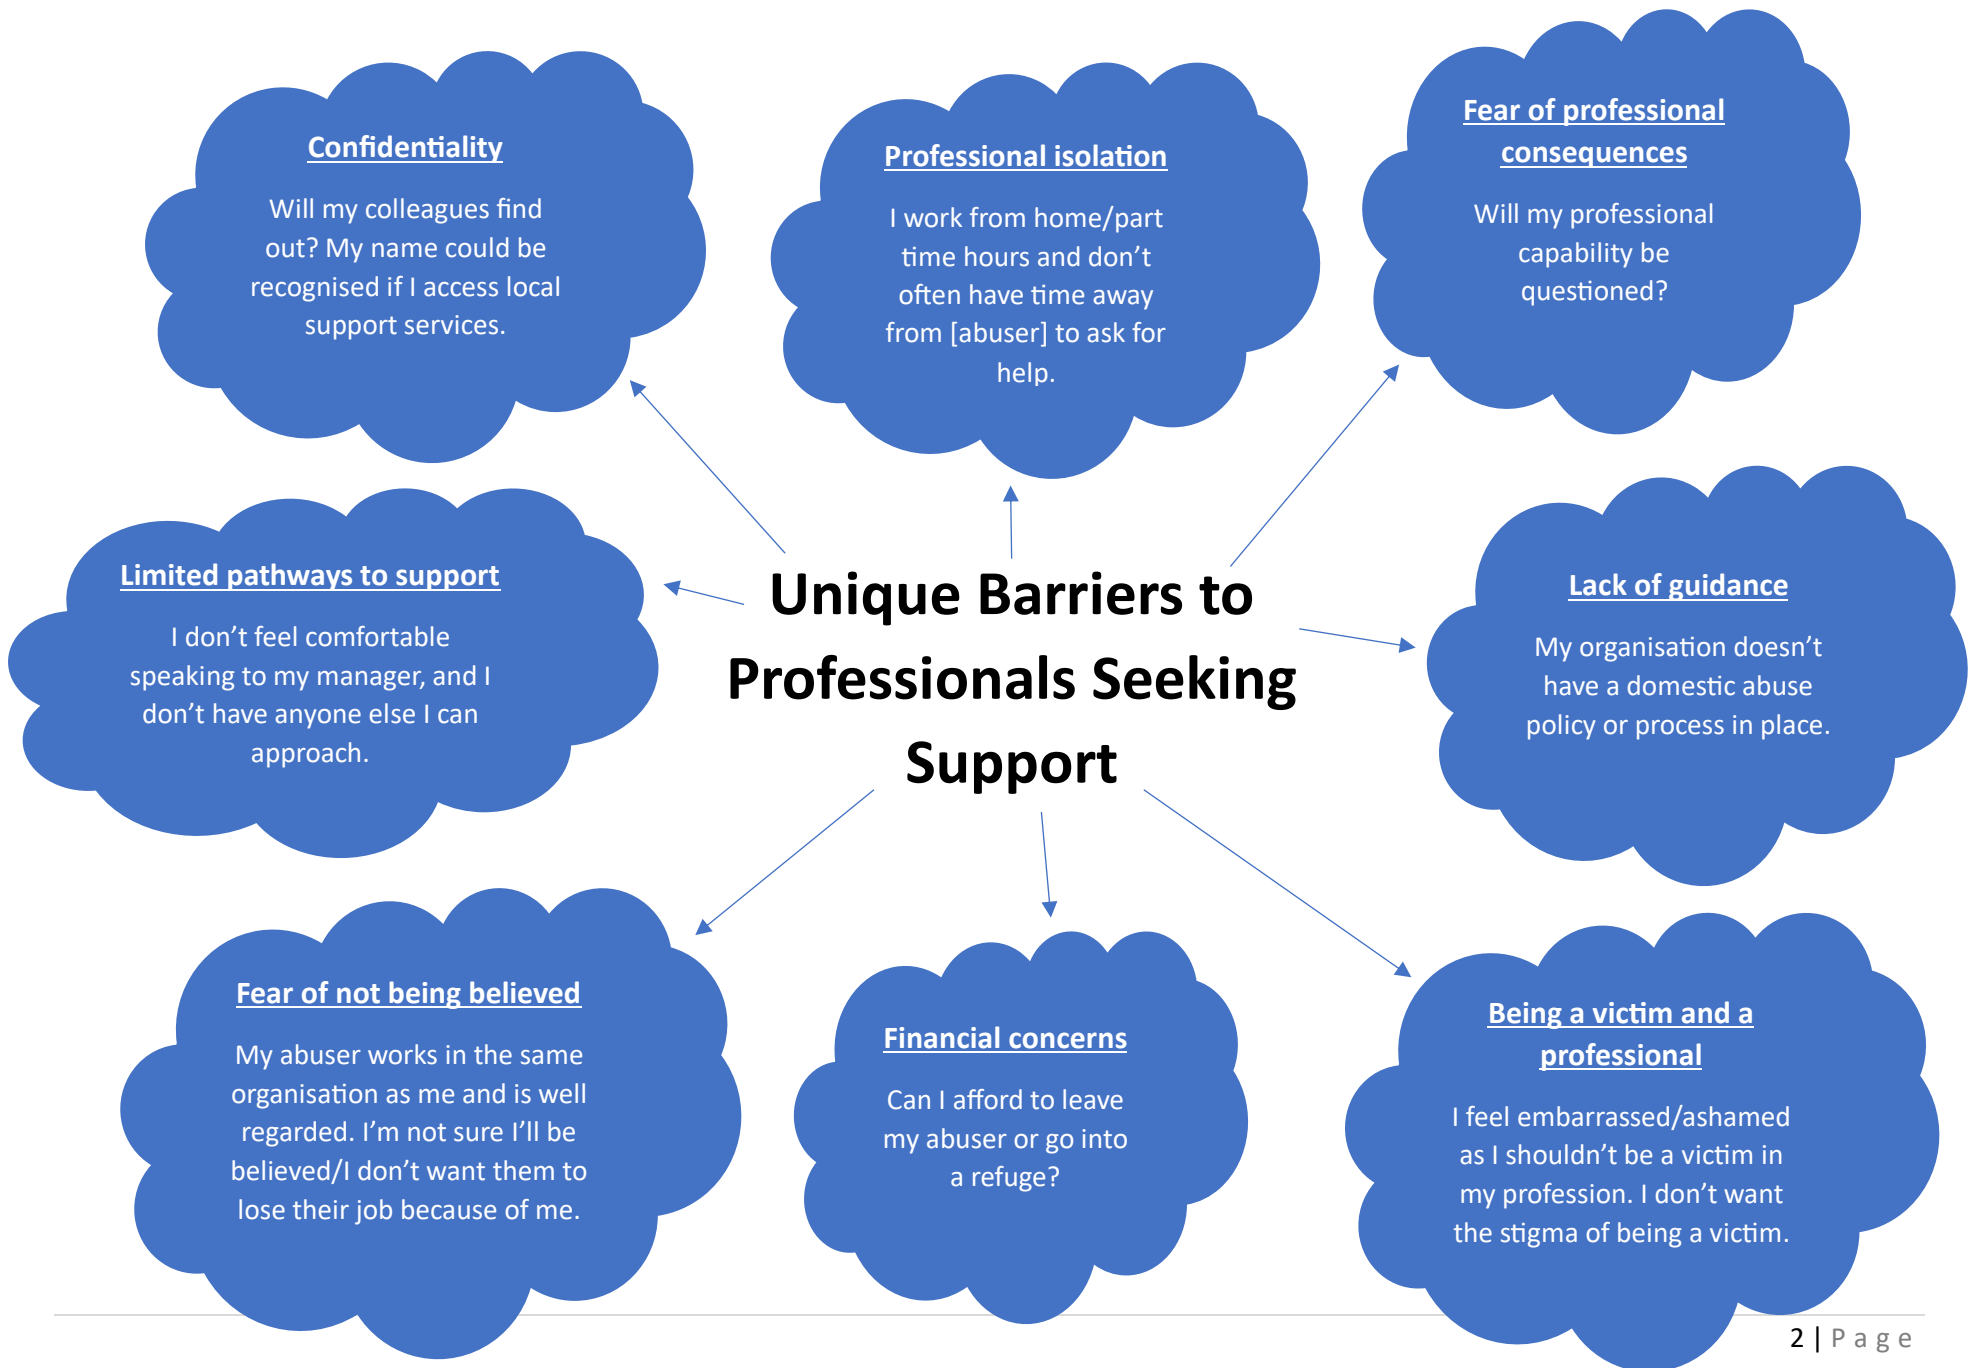 Confidentiality
Will my colleagues find
out? My name could be
recognised if I access local
support services.
Professional isolation
I work from home/part
time hours and don’t
often have time away
from [abuser] to ask for
help.
Fear of professional
consequences
Will my professional
capability be
questioned?
Limited pathways to support
I don’t feel comfortable
speaking to my manager, and I
don’t have anyone else I can
approach.
Unique Barriers to
Professionals Seeking
Support
Lack of guidance
My organisation doesn’t
have a domestic abuse
policy or process in place.
Fear of not being believed
My abuser works in the same
organisation as me and is well
regarded. I’m not sure I’ll be
believed/I don’t want them to
lose their job because of me.
Financial concerns
Can I afford to leave
my abuser or go into
a refuge?
Being a victim and a
professional
I feel embarrassed/ashamed
as I shouldn’t be a victim in
my profession. I don’t want
the stigma of being a victim.
2 | P a g e